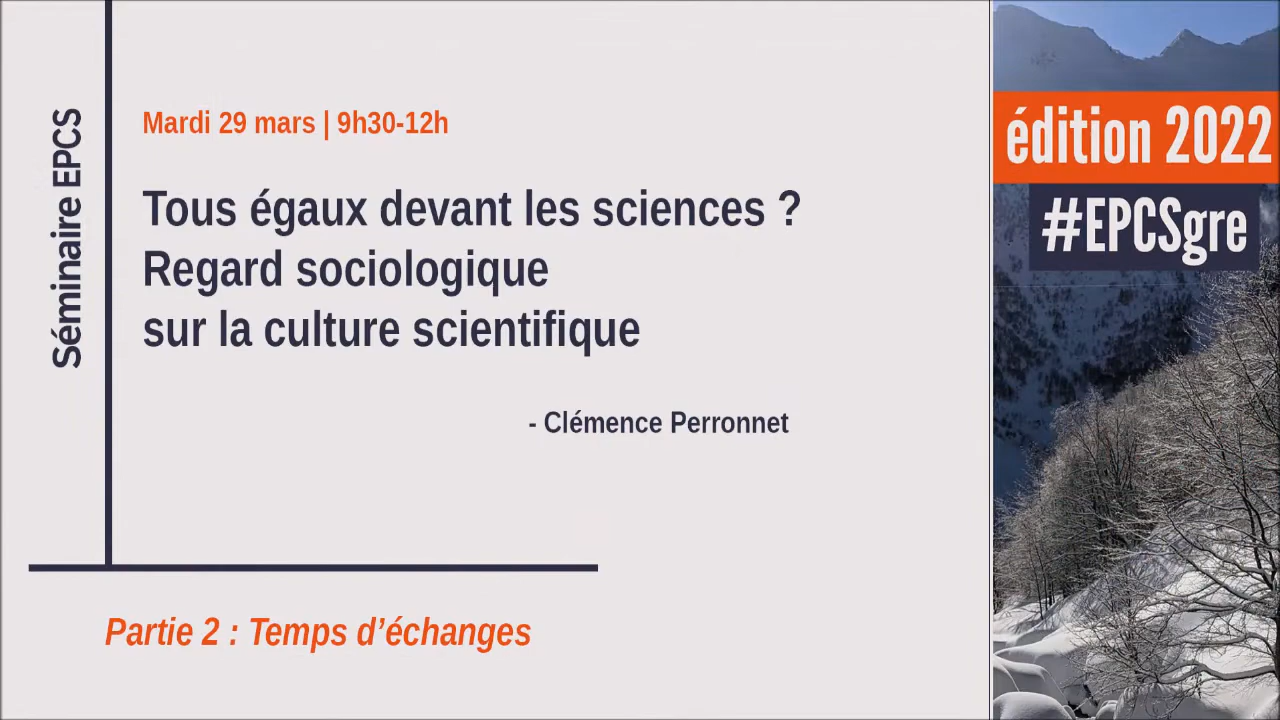 Séminaire EPCS
Mardi 29 mars | 9h30-12h
Tous égaux devant les sciences ?
Regard sociologique
sur la culture scientifique
- Clémence Perronnet
Partie 2 : Temps d’échanges
édition 2022
#EPCSgre